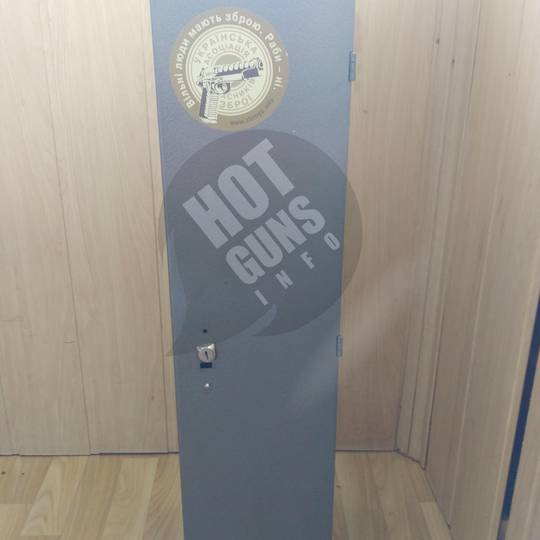 Вільні люди мають зброю. Раби – ні.
УКРАЇНСЬКА
АСОЦІАЦІЯ
ВЛАСНИКІВ
ЗБРОЇ
HOT
GUNS
INFO